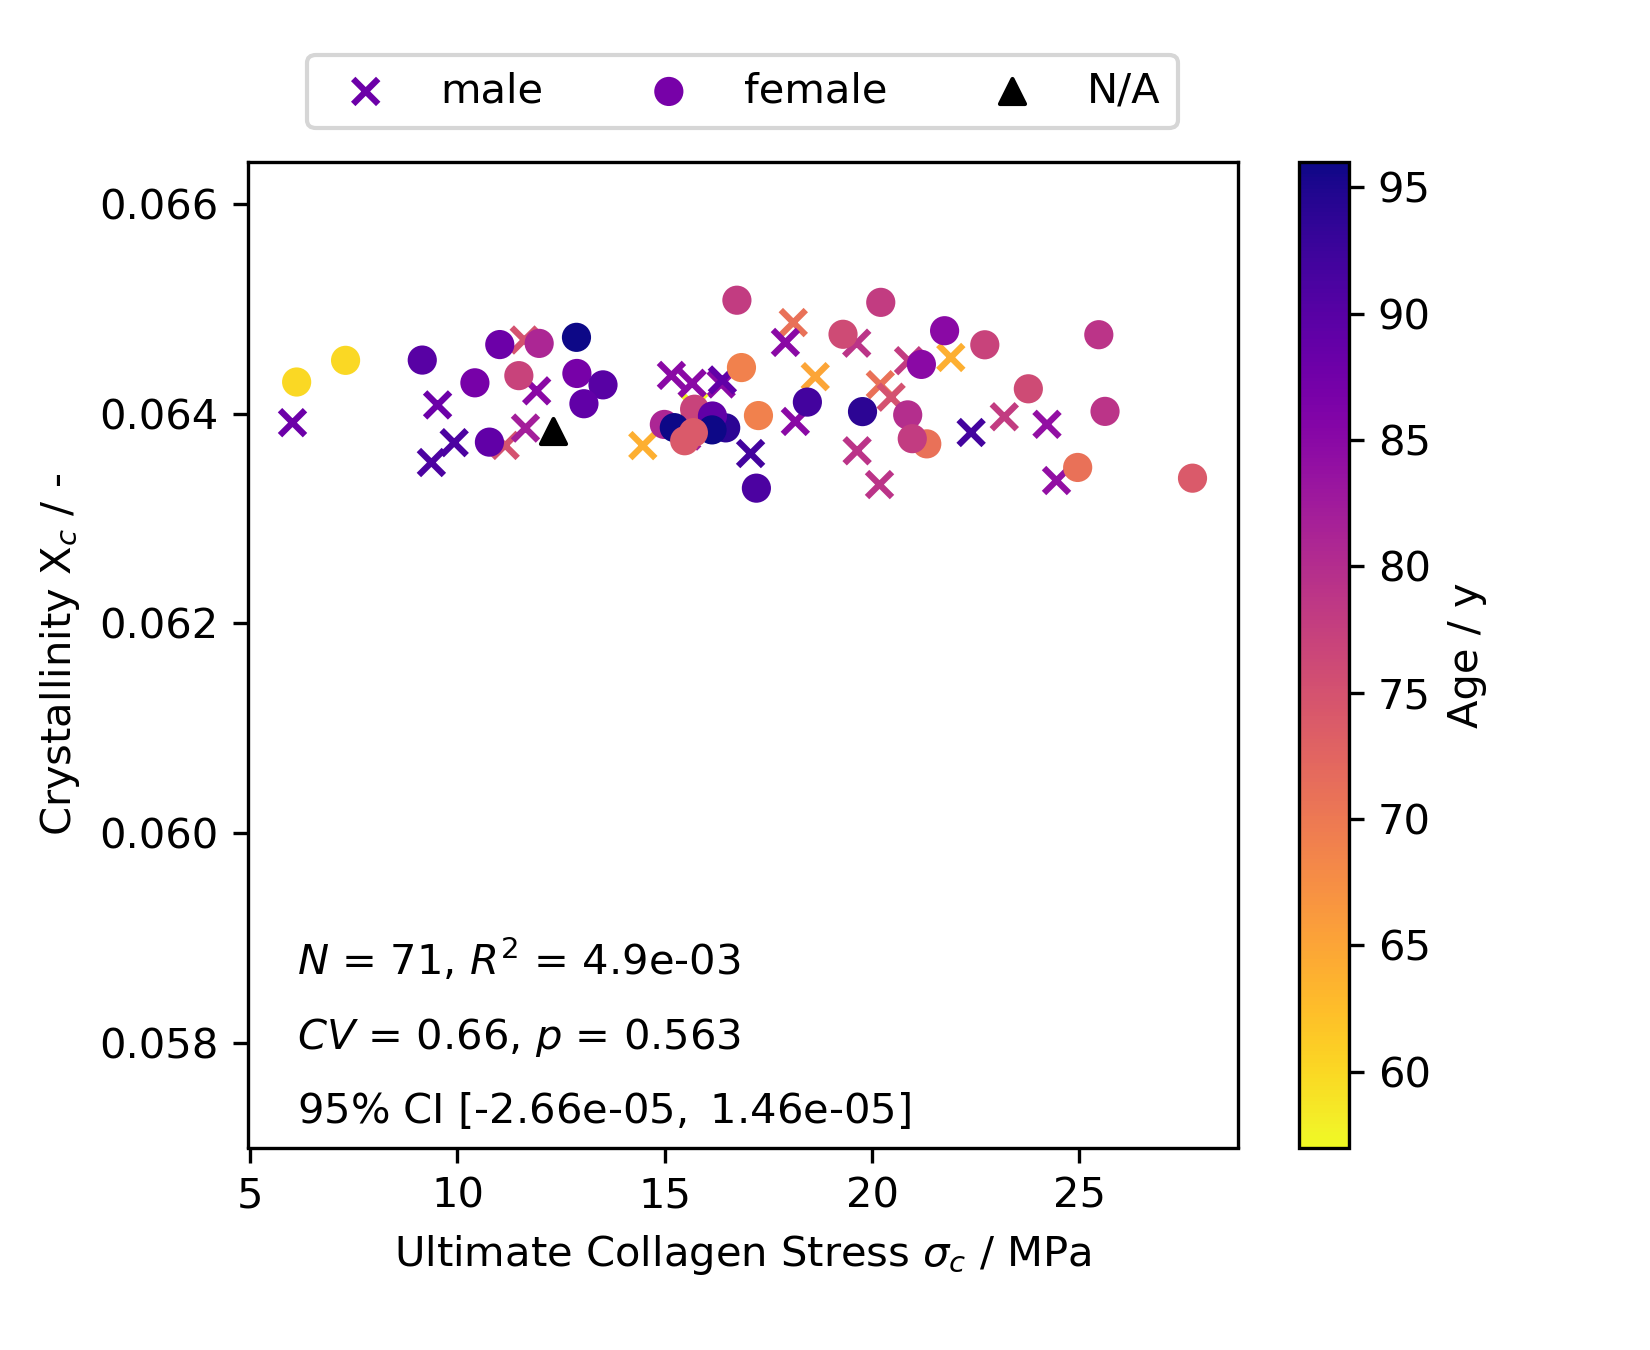 male female N/A
0.066
0.064
0.062
0.060
0.058
Crystallinity X_c / -
N = 71, R² = 4.9e-03
CV = 0.66, p = 0.563
95% CI [-2.66e-05, 1.46e-05]
5 10 15 20 25
Ultimate Collagen Stress σ_c / MPa
95
90
85
80
75
70
65
60
Age / y